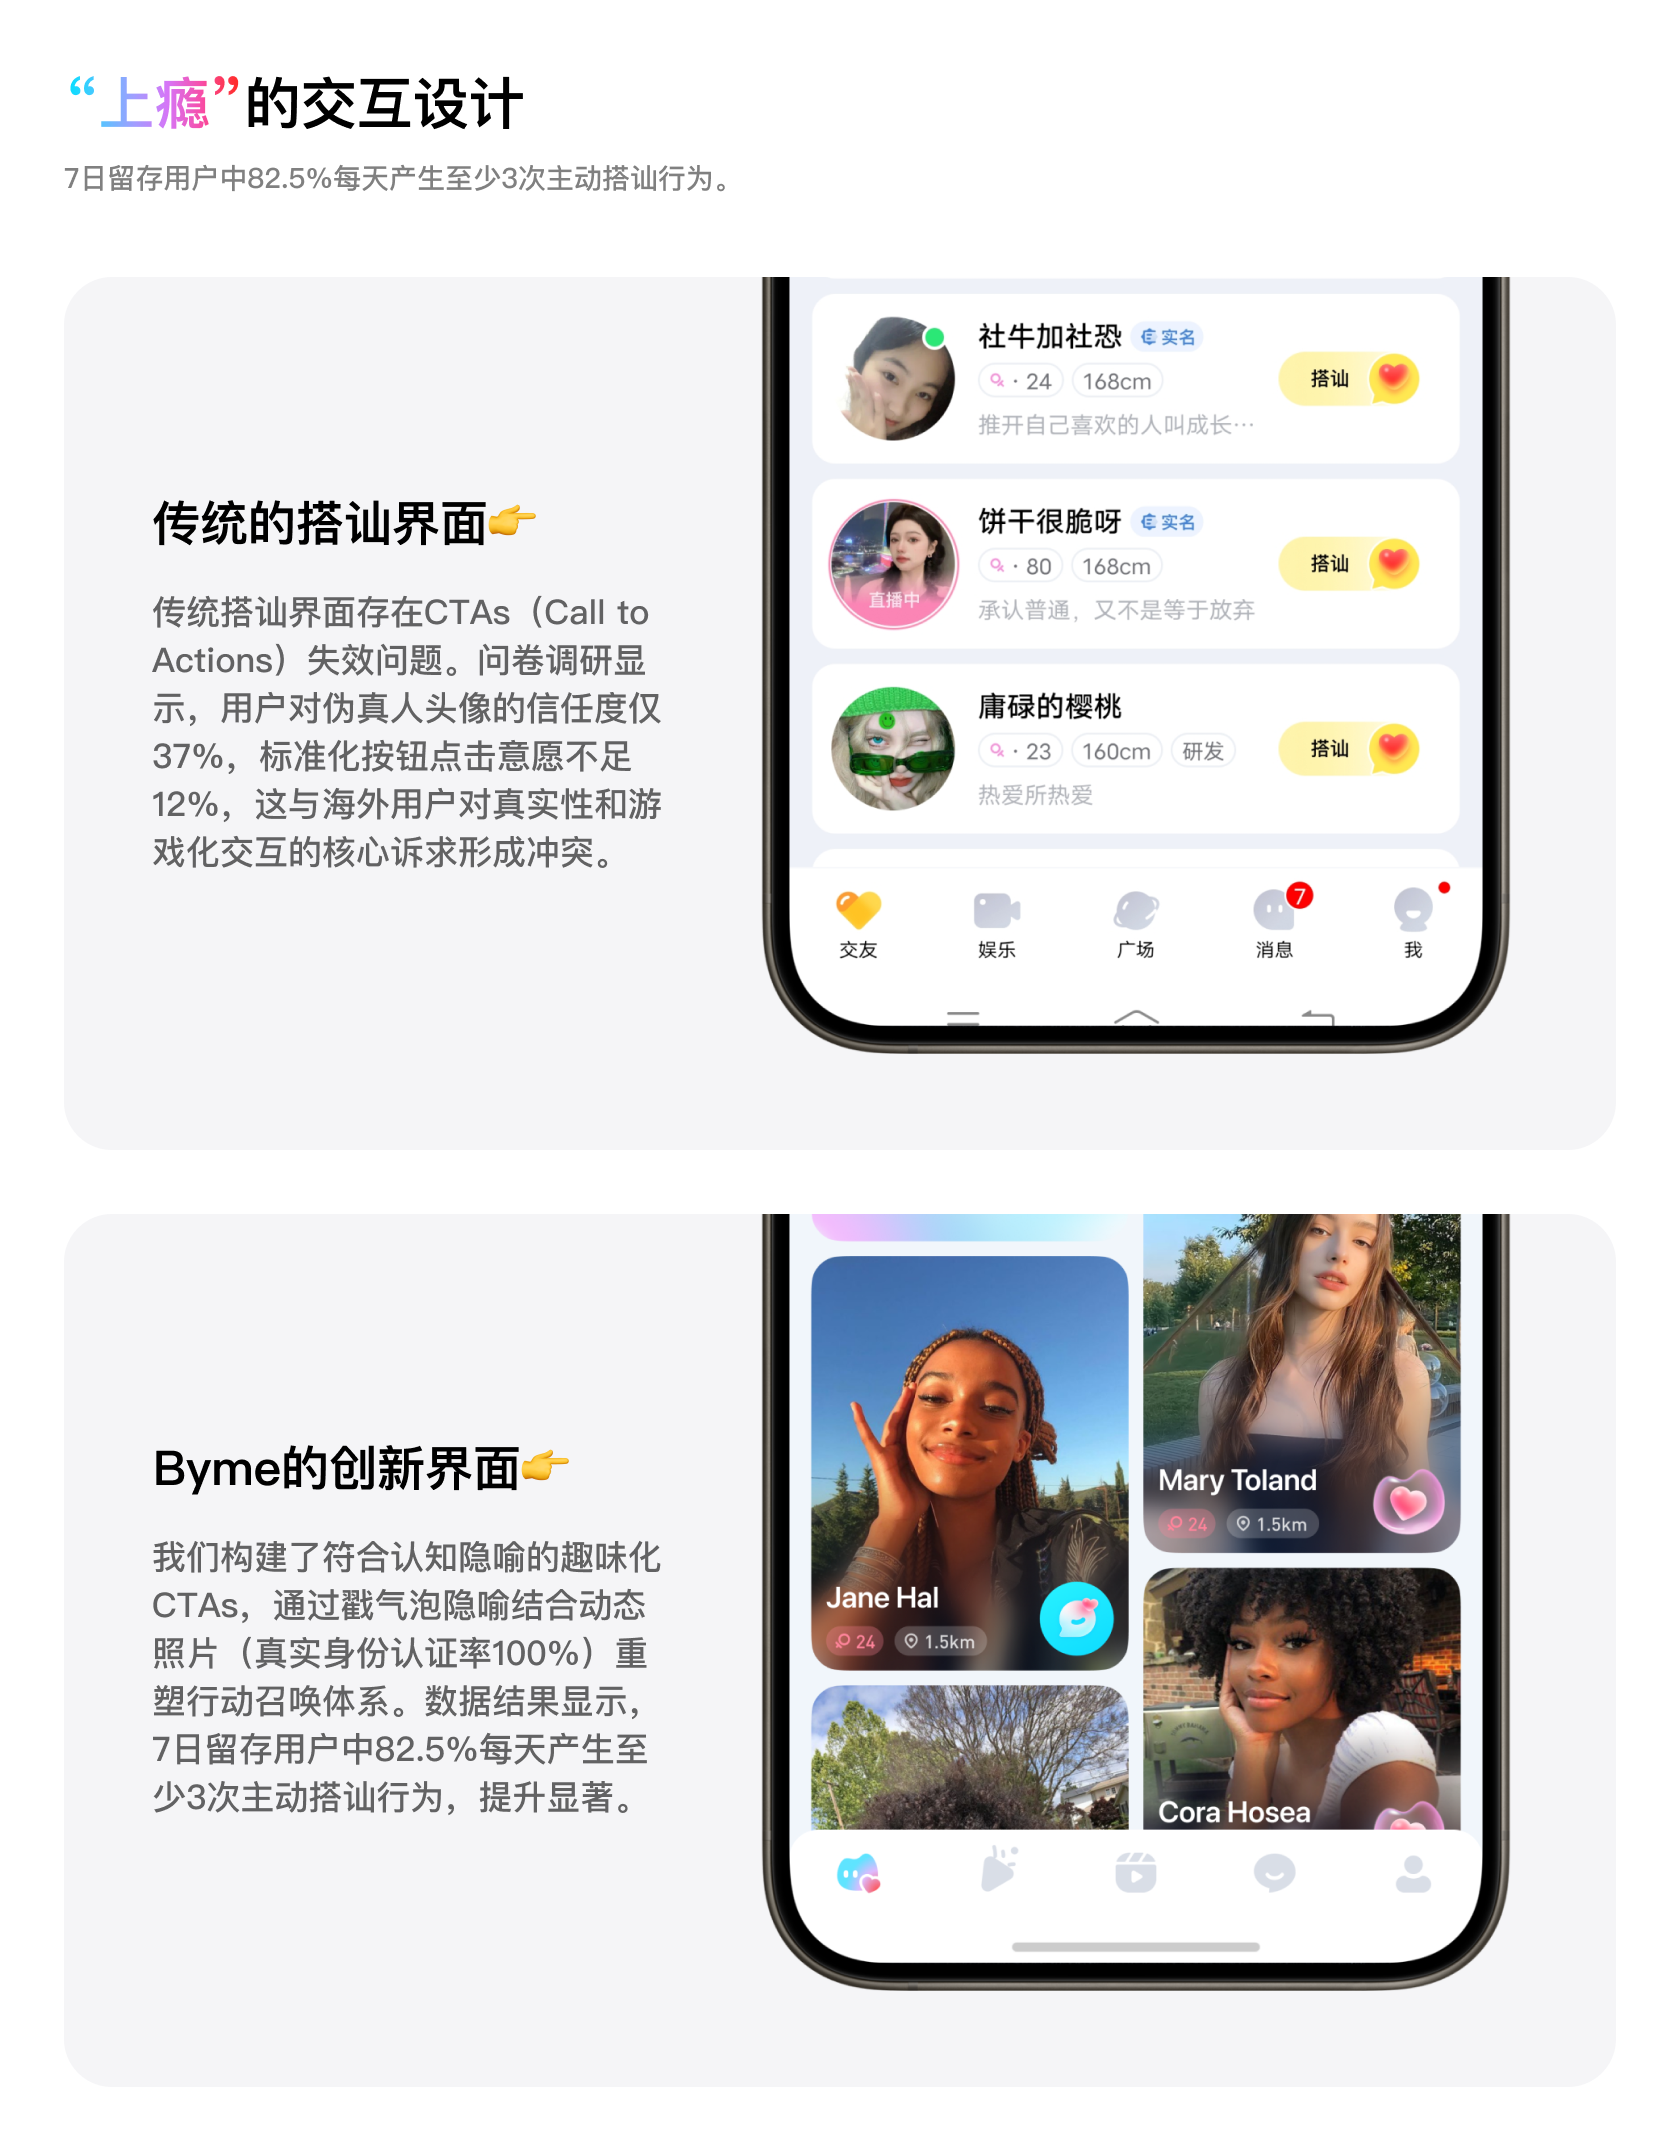 “上瘾”的交互设计
7日留存用户中82.5%每天产生至少3次主动搭讪行为。
传统的搭讪界面👉
传统搭讪界面存在CTAs（Call to
Actions）失效问题。问卷调研显
示，用户对伪真人头像的信任度仅
37%，标准化按钮点击意愿不足
12%，这与海外用户对真实性和游
戏化交互的核心诉求形成冲突。
社牛加社恐 实名
· 24 168cm
推开自己喜欢的人叫成长…
搭讪
饼干很脆呀 实名
· 80 168cm
直播中
承认普通，又不是等于放弃
搭讪
庸碌的樱桃
· 23 160cm 研发
热爱所热爱
搭讪
7
交友 娱乐 广场 消息 我
Byme的创新界面👉
我们构建了符合认知隐喻的趣味化
CTAs，通过戳气泡隐喻结合动态
照片（真实身份认证率100%）重
塑行动召唤体系。数据结果显示，
7日留存用户中82.5%每天产生至
少3次主动搭讪行为，提升显著。
Mary Toland
24 1.5km
Jane Hal
24 1.5km
Cora Hosea